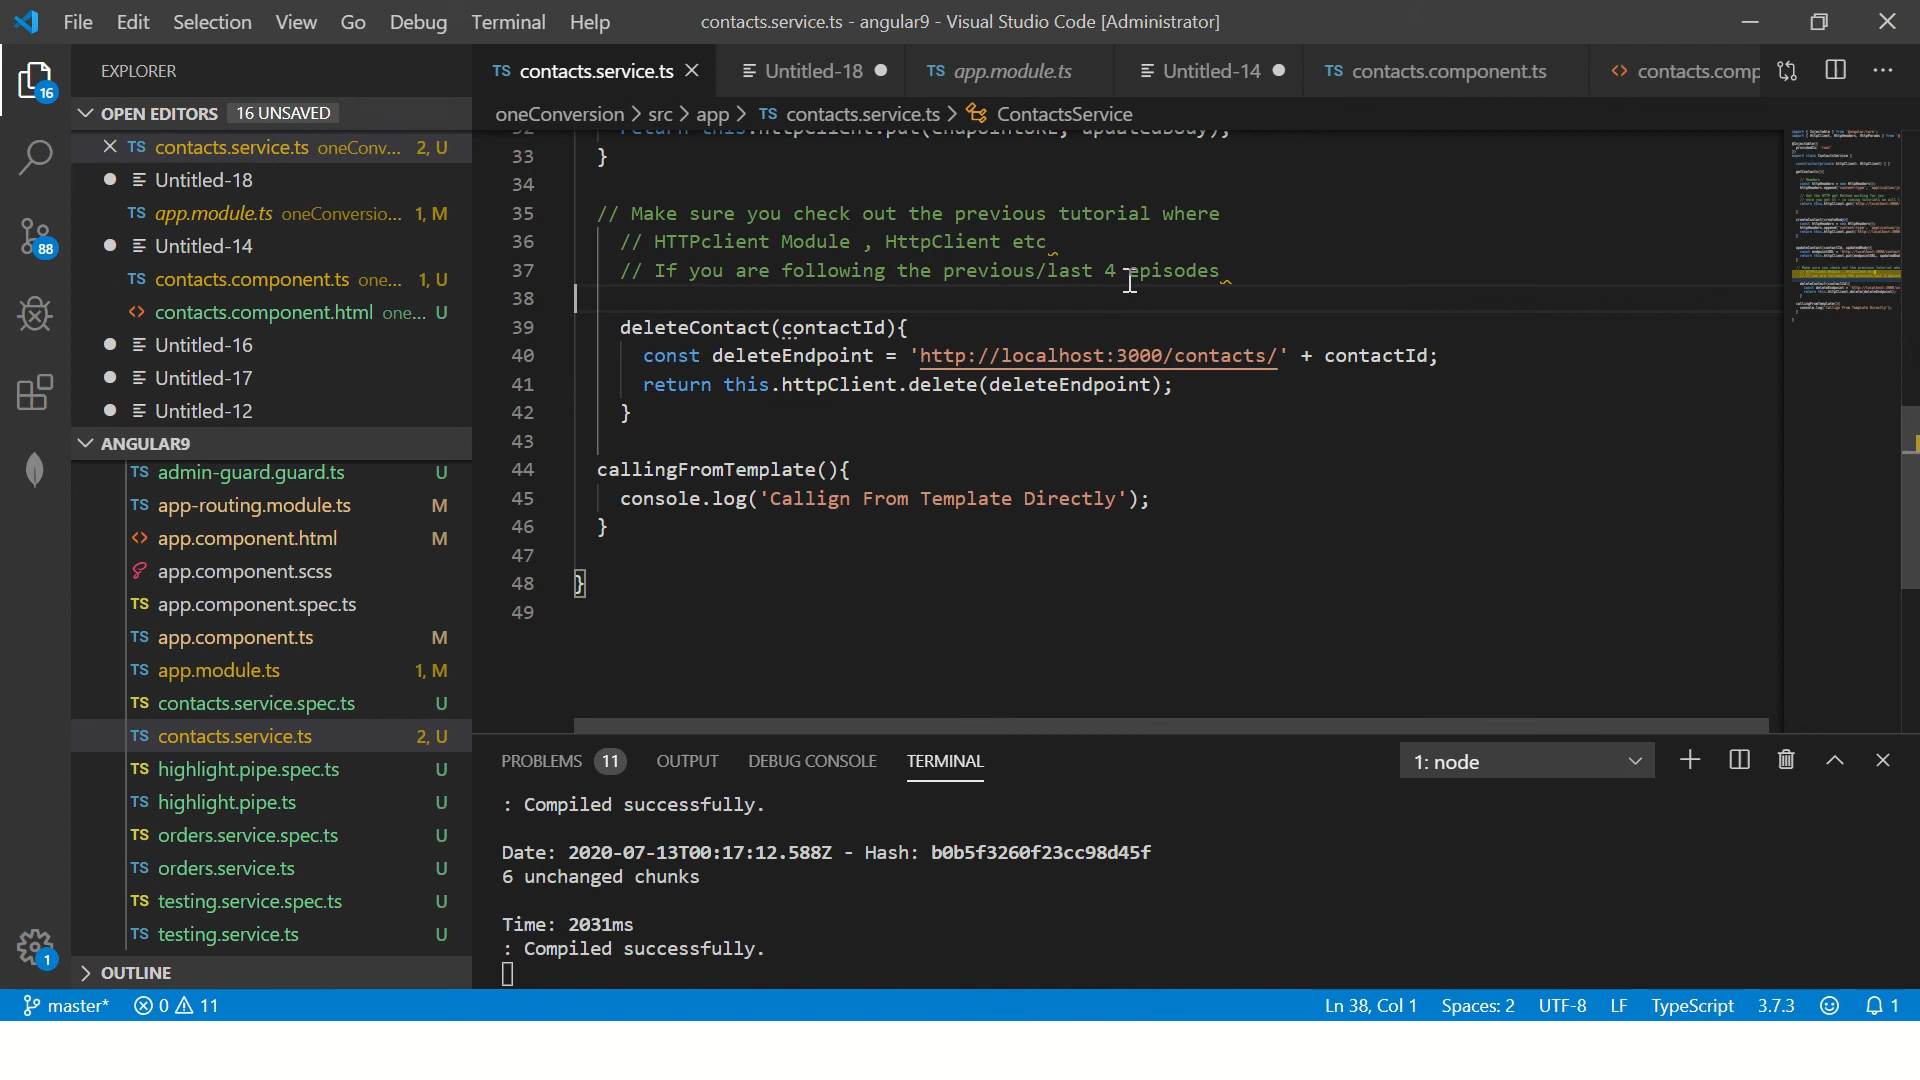 File Edit Selection View Go Debug Terminal Help contacts.service.ts - angular9 - Visual Studio Code [Administrator]
EXPLORER
TS contacts.service.ts Untitled-18 TS app.module.ts Untitled-14 TS contacts.component.ts <> contacts.comp
OPEN EDITORS 16 UNSAVED
oneConversion > src > app > TS contacts.service.ts > ContactsService
16
TS contacts.service.ts oneConv... 2, U
Untitled-18
TS app.module.ts oneConversio... 1, M
88
Untitled-14
TS contacts.component.ts one... 1, U
<> contacts.component.html one... U
Untitled-16
Untitled-17
Untitled-12
ANGULAR9
TS admin-guard.guard.ts U
TS app-routing.module.ts M
<> app.component.html M
app.component.scss
TS app.component.spec.ts
TS app.component.ts M
TS app.module.ts 1, M
TS contacts.service.spec.ts U
TS contacts.service.ts 2, U
TS highlight.pipe.spec.ts U
TS highlight.pipe.ts U
TS orders.service.spec.ts U
TS orders.service.ts U
TS testing.service.spec.ts U
TS testing.service.ts U
1
OUTLINE
32 return this.httpClient.put(endpointURL, updatedBody);
33 }
34
35 // Make sure you check out the previous tutorial where
36 // HTTPclient Module , HttpClient etc
37 // If you are following the previous/last 4 episodes
38
39 deleteContact(contactId){
40 const deleteEndpoint = 'http://localhost:3000/contacts/' + contactId;
41 return this.httpClient.delete(deleteEndpoint);
42 }
43
44 callingFromTemplate(){
45 console.log('Callign From Template Directly');
46 }
47
48 }
49
PROBLEMS 11 OUTPUT DEBUG CONSOLE TERMINAL 1: node
: Compiled successfully.
Date: 2020-07-13T00:17:12.588Z - Hash: b0b5f3260f23cc98d45f
6 unchanged chunks
Time: 2031ms
: Compiled successfully.
master* 0 11 Ln 38, Col 1 Spaces: 2 UTF-8 LF TypeScript 3.7.3 1